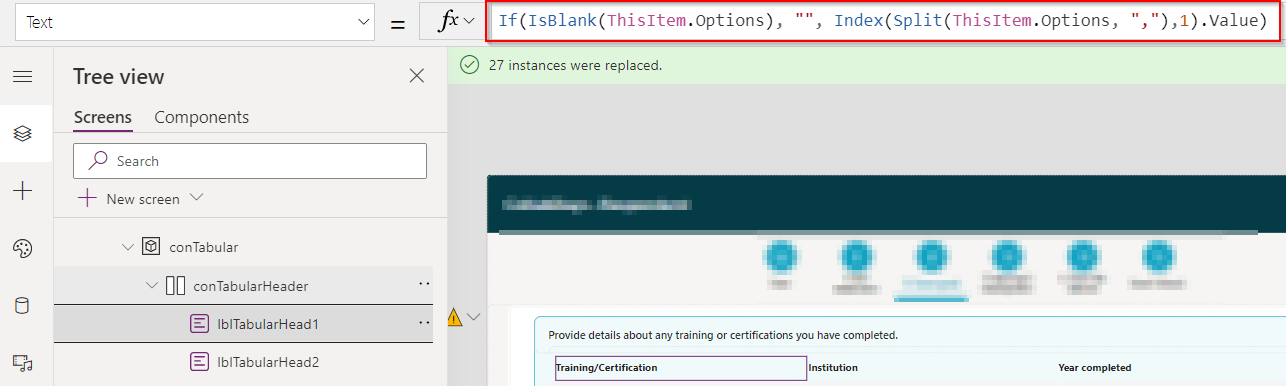 Text
= fx If(IsBlank(ThisItem.Options), "", Index(Split(ThisItem.Options, ","),1).Value)
27 instances were replaced.
Tree view
Screens Components
Search
New screen
conTabular
conTabularHeader
lblTabularHead1
lblTabularHead2
Provide details about any training or certifications you have completed.
Training/Certification Institution Year completed